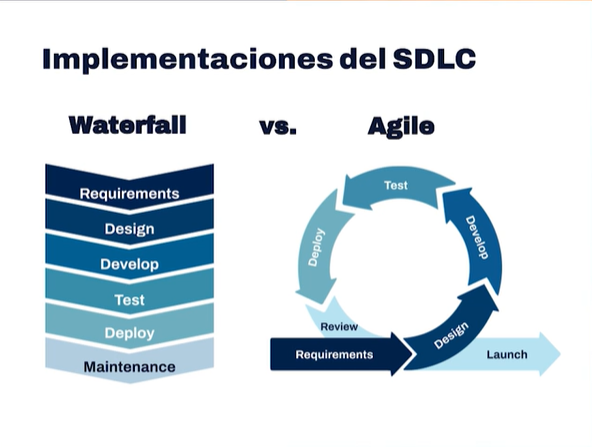 Implementaciones del SDLC
Waterfall vs. Agile
Requirements
Design
Develop
Test
Deploy
Maintenance
Test
Develop
Deploy
Review
Requirements
Design
Launch